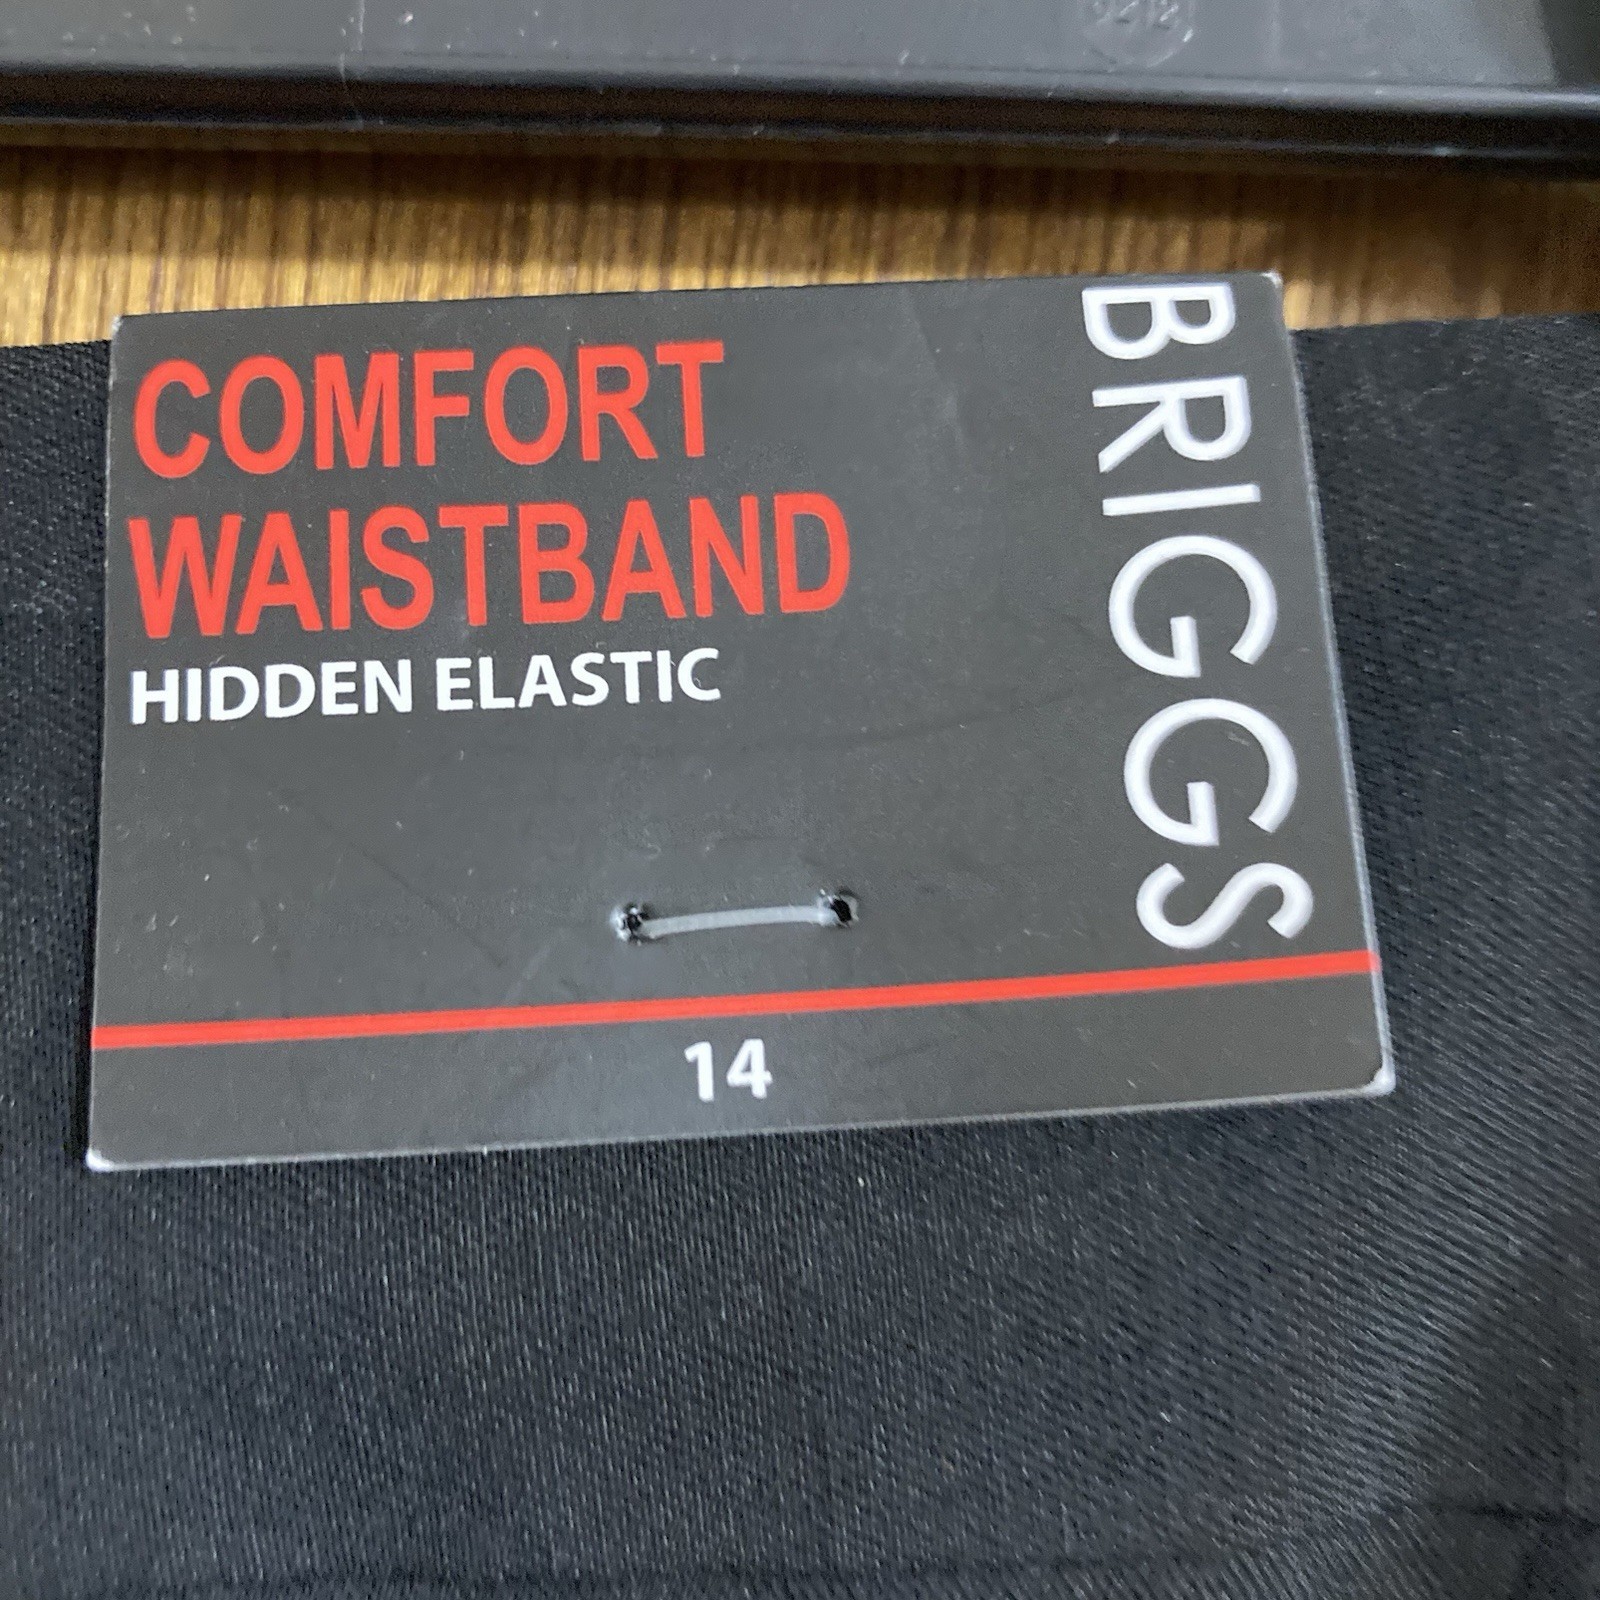 COMFORT
WAISTBAND
HIDDEN ELASTIC
BRIGGS
14